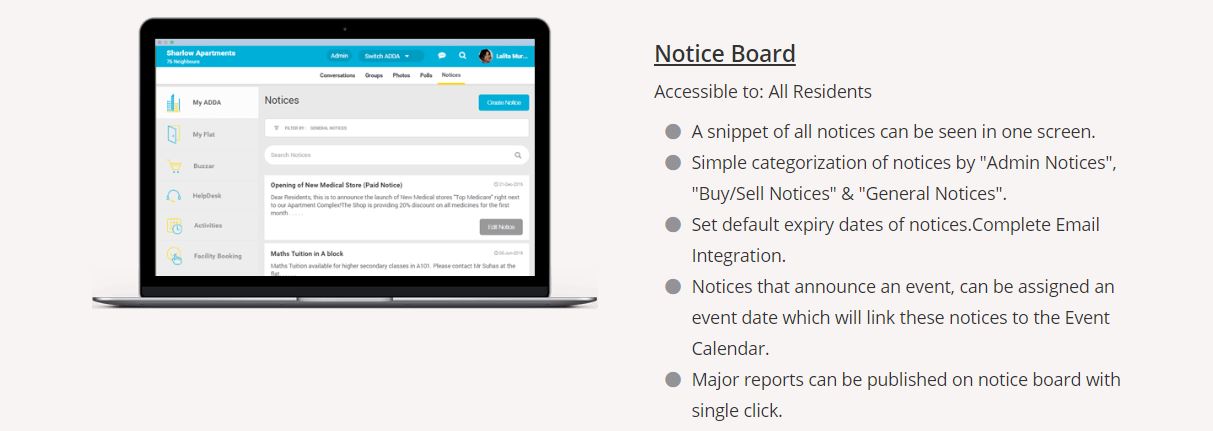 Sharlow Apartments
76 Neighbours
Admin
Switch ADDA
Lalita Mur...
Conversations Groups Photos Polls Notices
My ADDA
My Flat
Buzzar
HelpDesk
Activities
Facility Booking
Notices
Create Notice
FILTER BY: GENERAL NOTICES
Search Notices
Opening of New Medical Store (Paid Notice)
21-Dec-2015
Dear Residents, this is to announce the launch of New Medical stores "Top Medicare" right next
to our Apartment Complex!The Shop is providing 20% discount on all medicines for the first
month. . . . .
Edit Notice
Maths Tuition in A block
Maths Tuition available for higher secondary classes in A101. Please contact Mr Suhas at the
flat.
Notice Board
Accessible to: All Residents
A snippet of all notices can be seen in one screen.
Simple categorization of notices by "Admin Notices",
"Buy/Sell Notices" & "General Notices".
Set default expiry dates of notices.Complete Email
Integration.
Notices that announce an event, can be assigned an
event date which will link these notices to the Event
Calendar.
Major reports can be published on notice board with
single click.